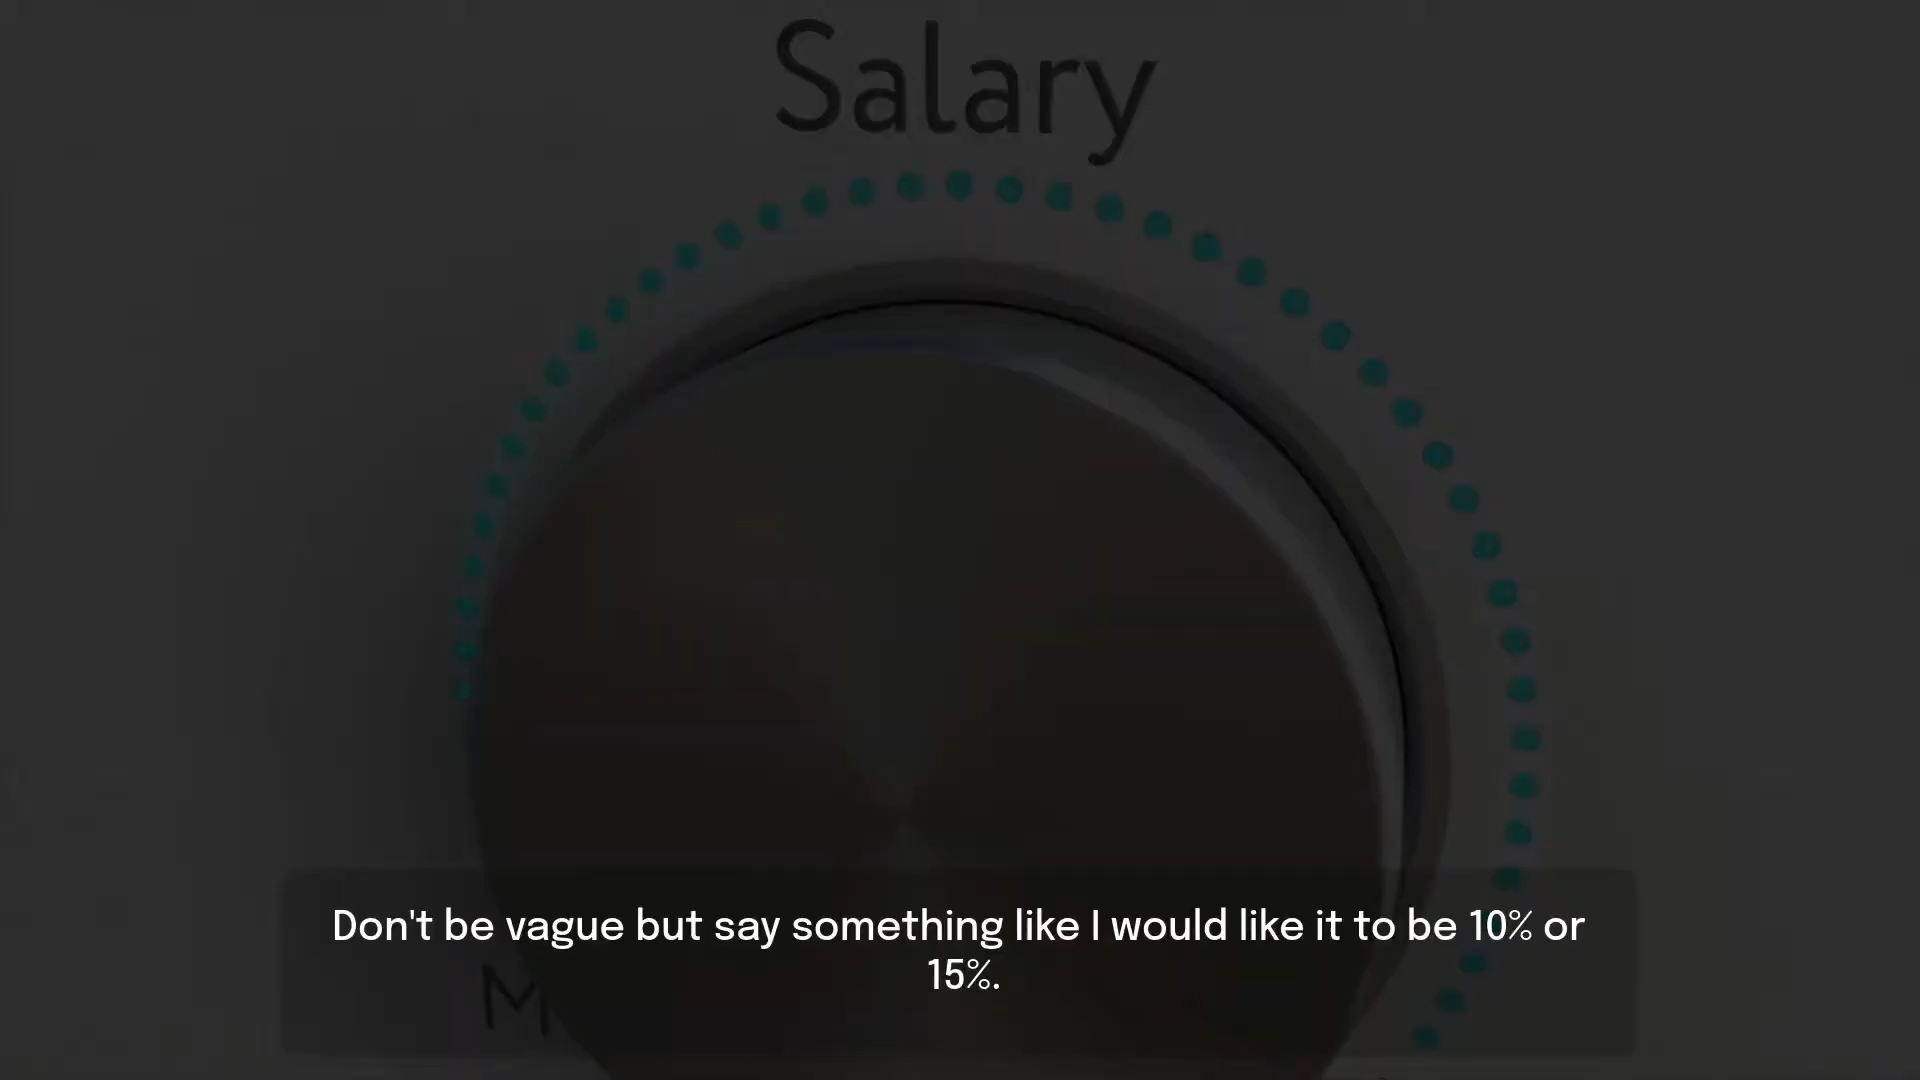 Salary
Don't be vague but say something like I would like it to be 10% or
15%.
M